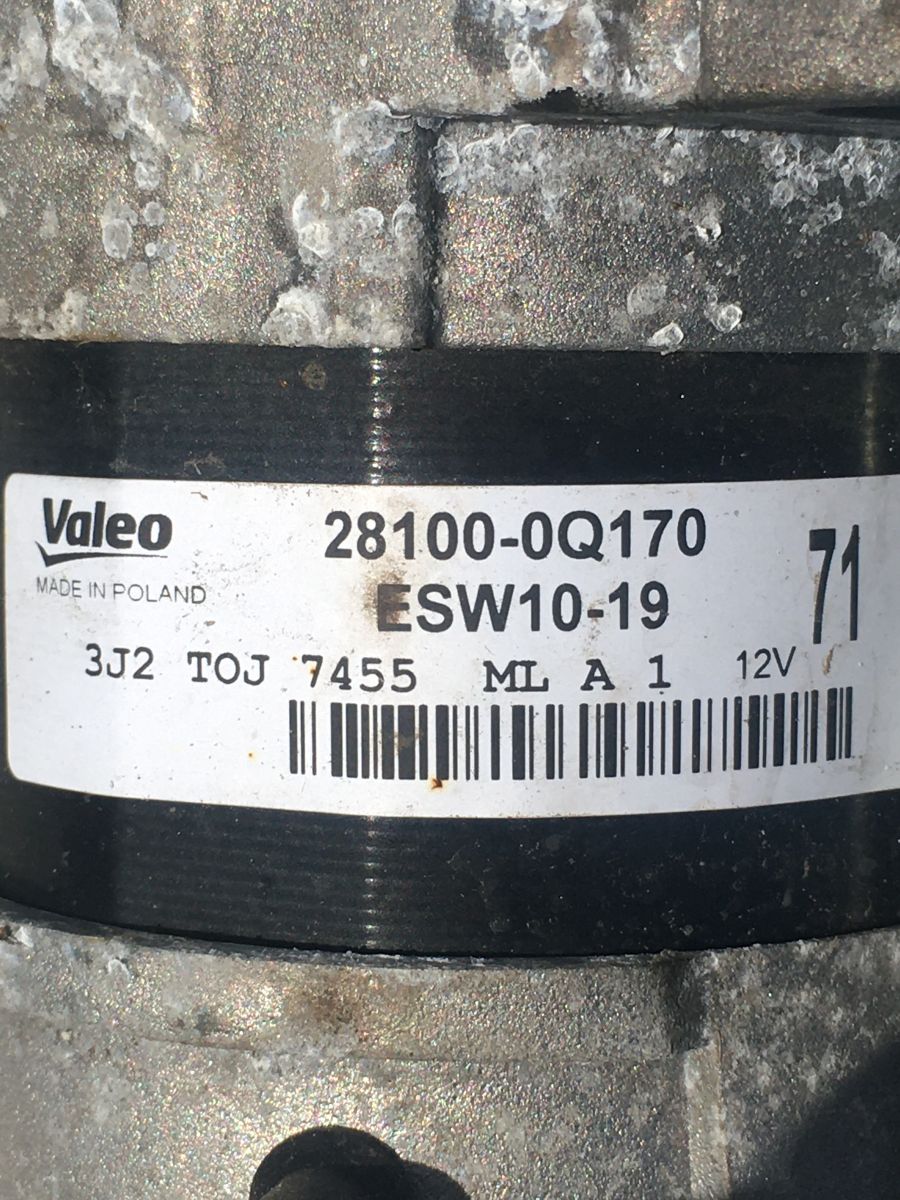 Valeo
MADE IN POLAND
28100-0Q170
ESW10-19
71
3J2 TOJ 7455 ML A 1
12V